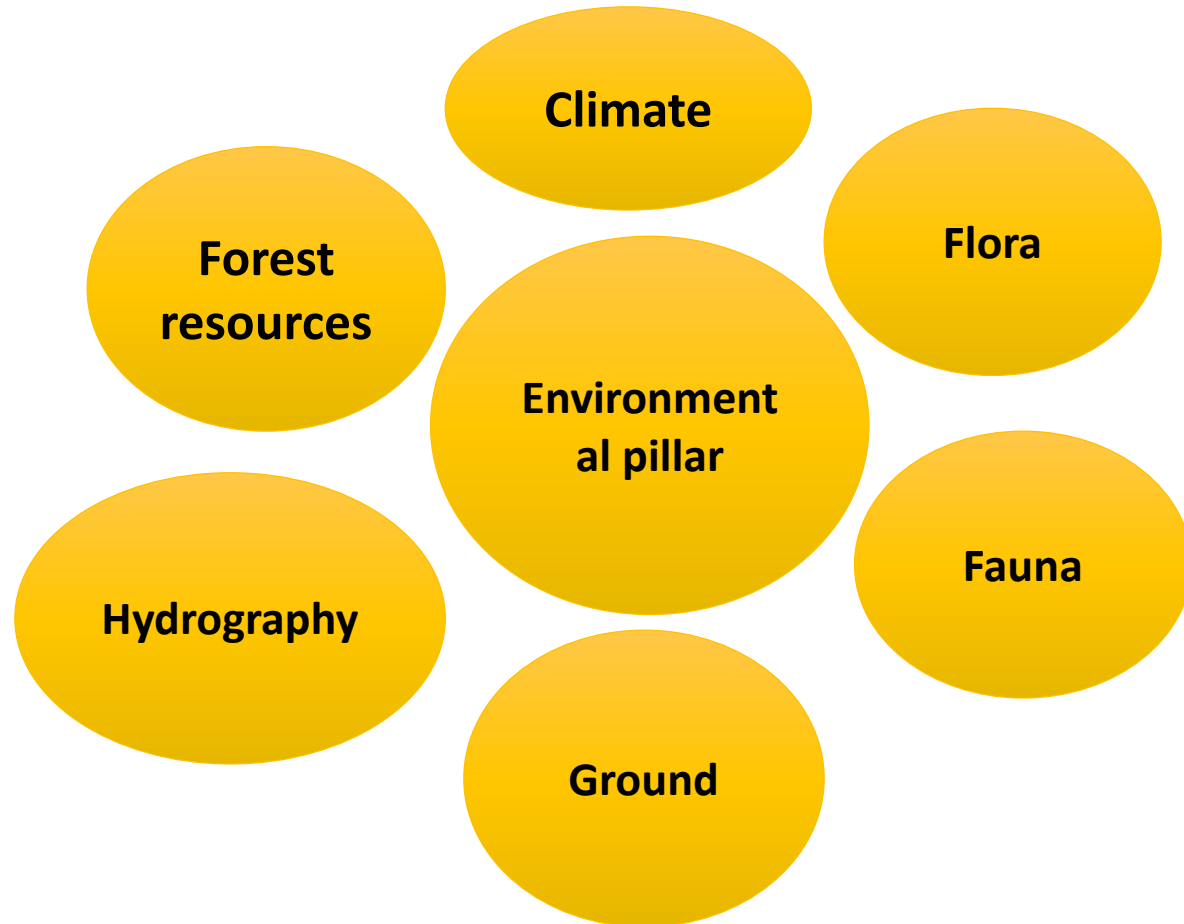 Climate
Flora
Forest
resources
Environment
al pillar
Fauna
Hydrography
Ground